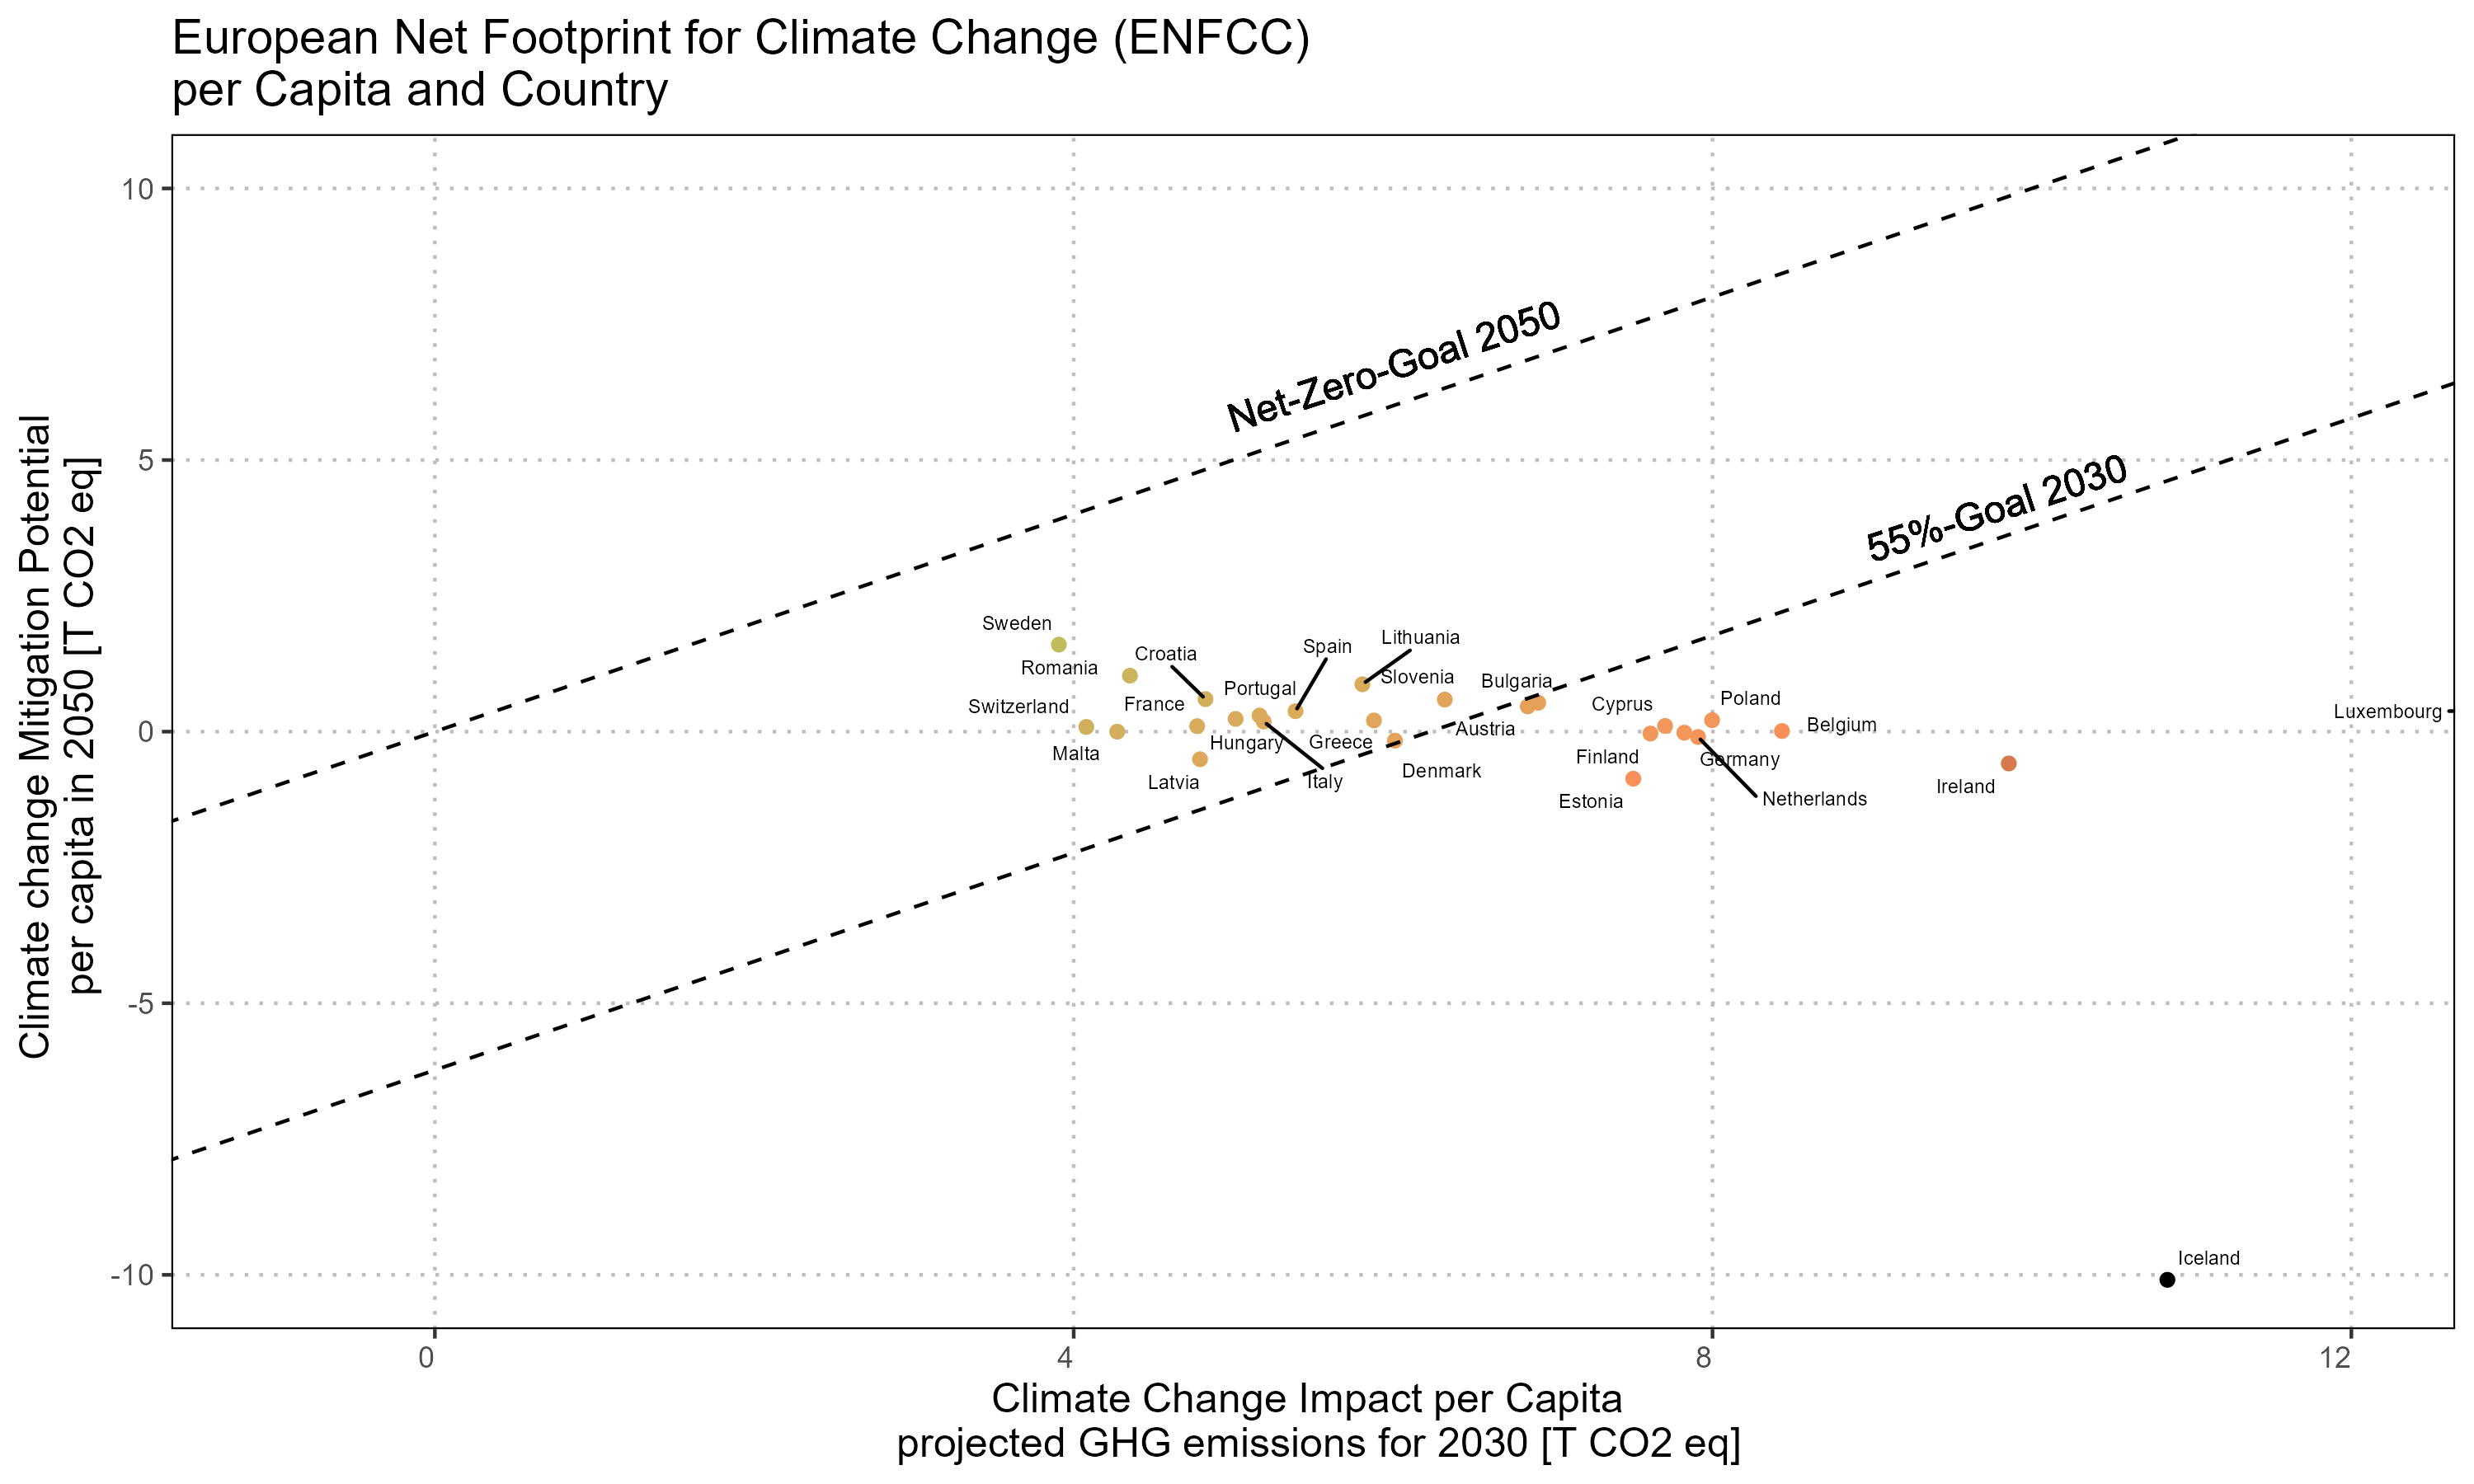 European Net Footprint for Climate Change (ENFCC)
per Capita and Country
Climate change Mitigation Potential
per capita in 2050 [T CO2 eq]
10
5
0
-5
-10
Net-Zero-Goal 2050
55%-Goal 2030
Sweden
Romania
Croatia
Spain
Lithuania
Slovenia
Switzerland
France
Portugal
Bulgaria
Cyprus
Poland
Luxembourg
Belgium
Austria
Malta
Hungary
Greece
Latvia
Italy
Denmark
Finland
Germany
Estonia
Netherlands
Ireland
Iceland
0
4
8
12
Climate Change Impact per Capita
projected GHG emissions for 2030 [T CO2 eq]